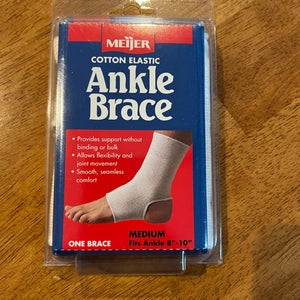 MEIJER
COTTON ELASTIC
Ankle
Brace
• Provides support without
binding or bulk
• Allows flexibility and
joint movement
• Smooth, seamless
comfort
MEDIUM
ONE BRACE Fits Ankle 8"-10"